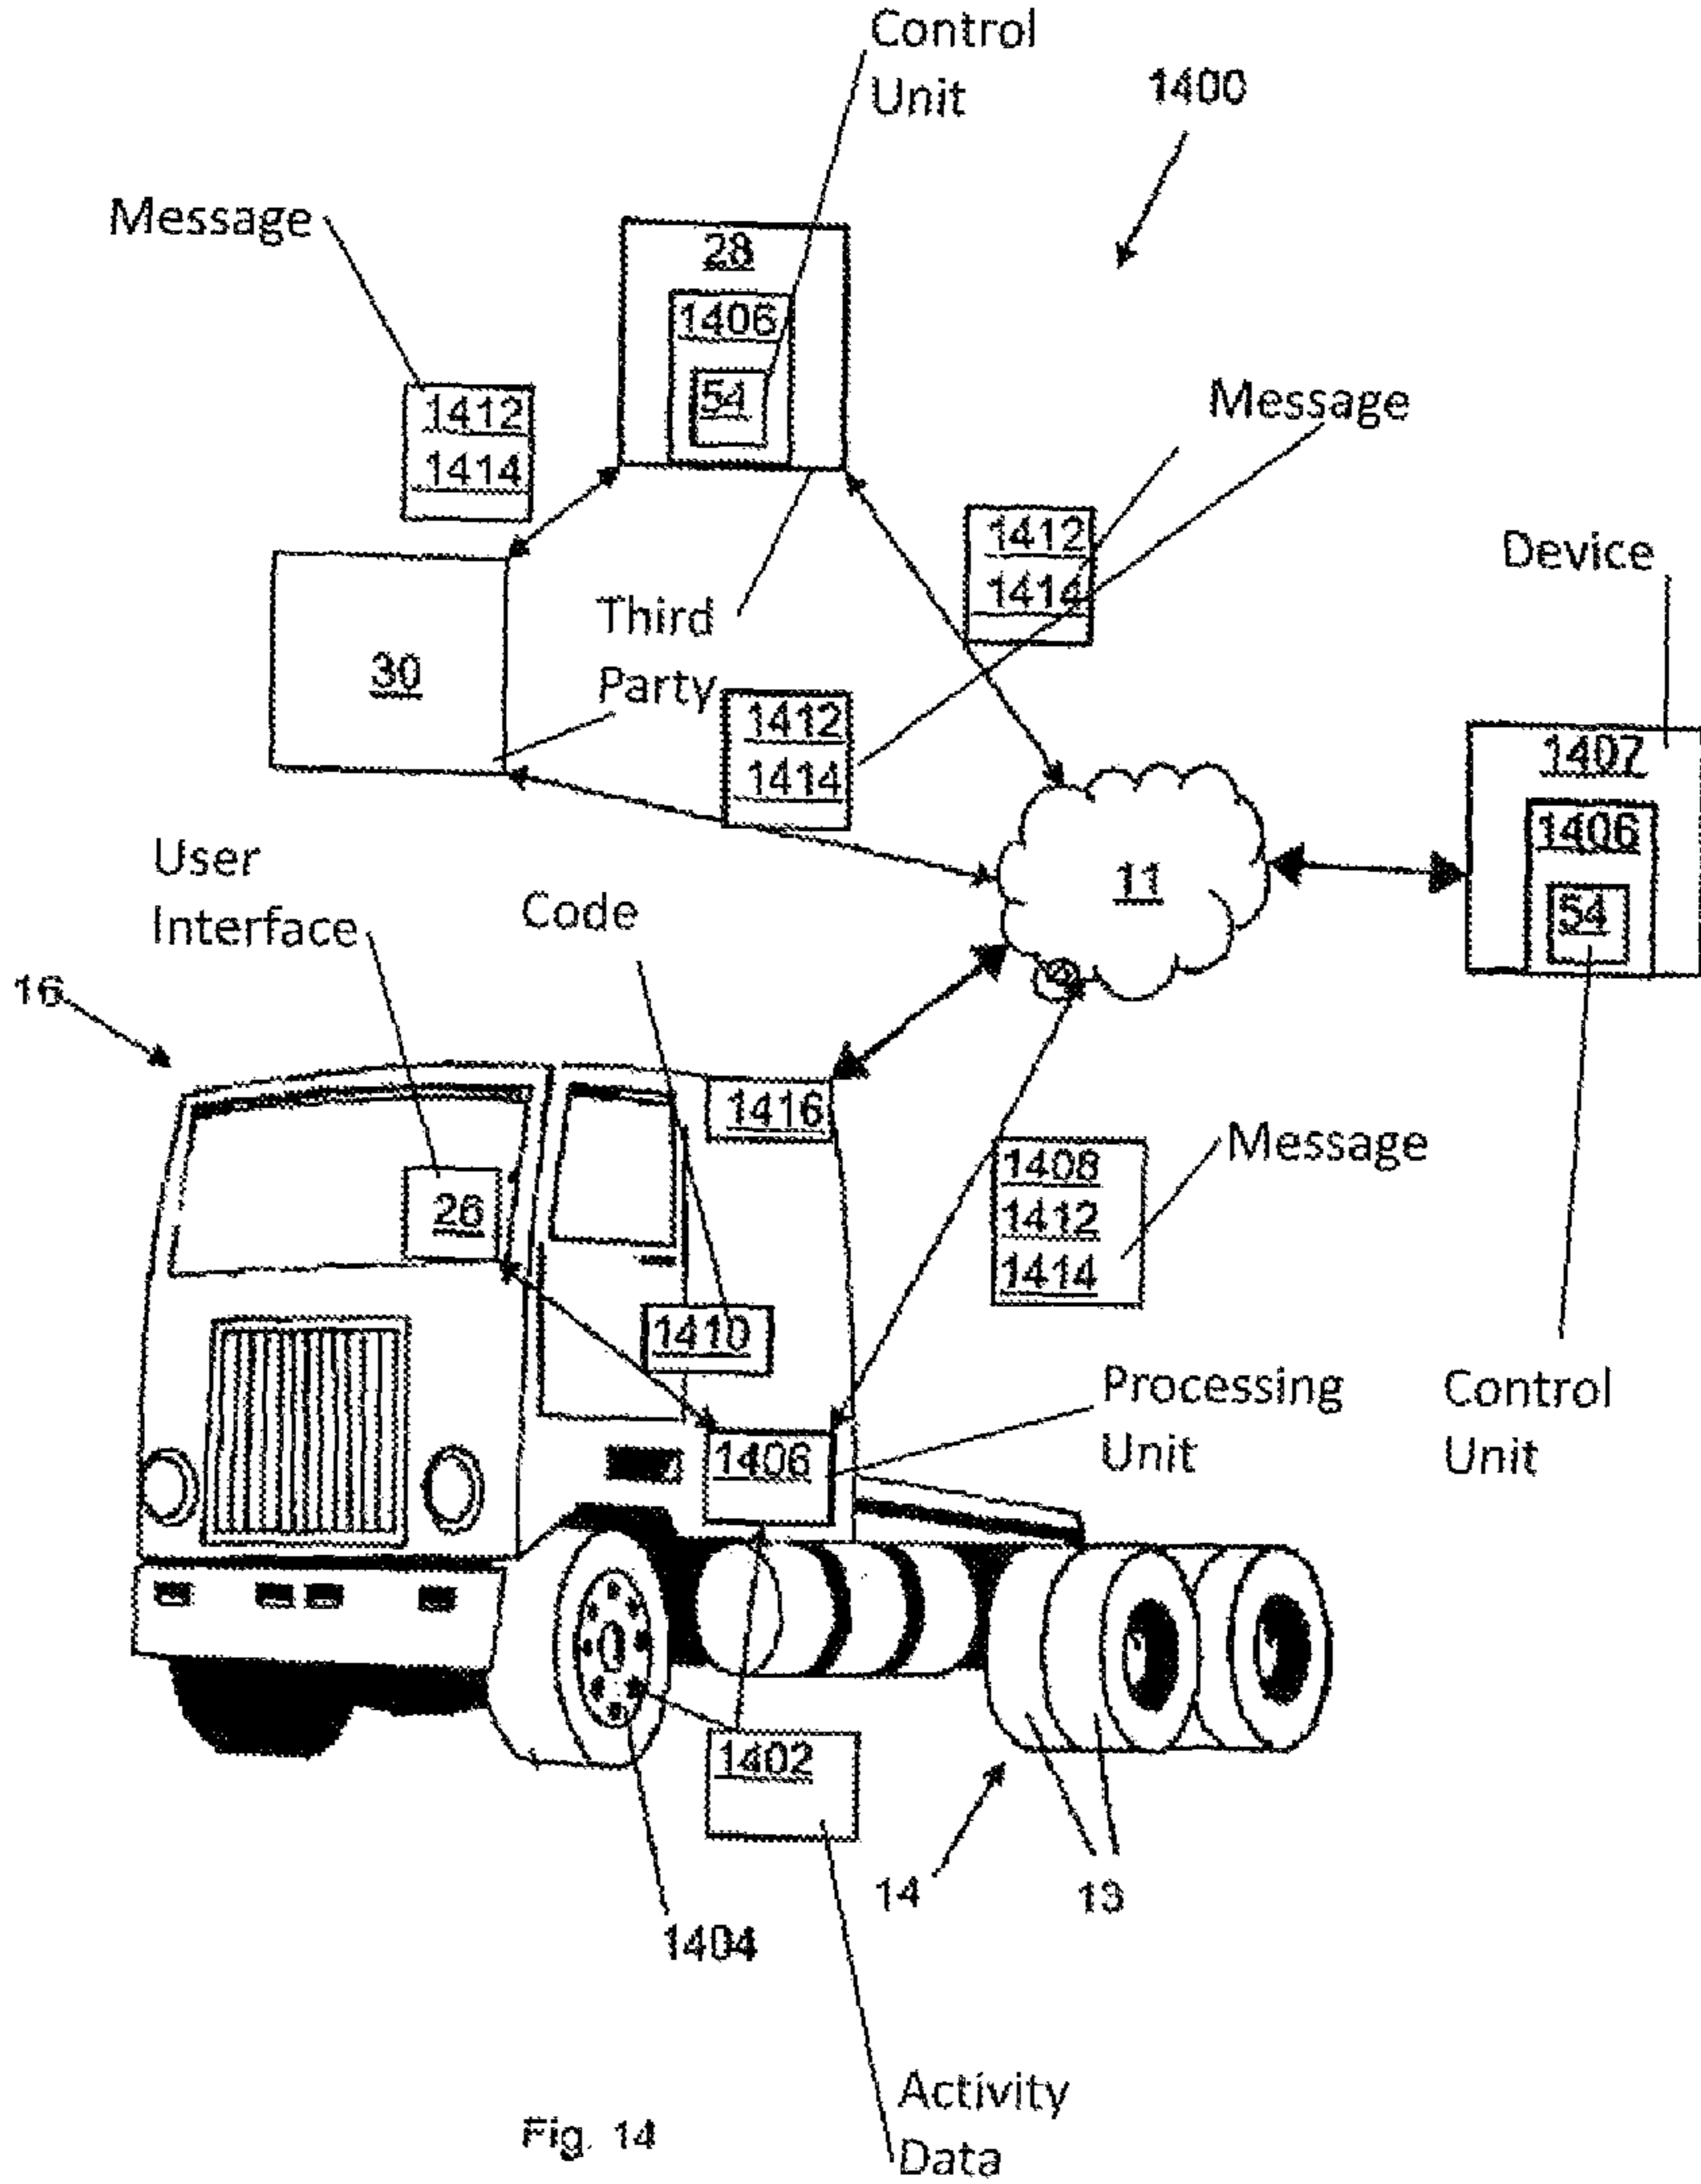 Control
Unit
1400
Message
28
1406
54
1412
1414
Message
1412
1414
Device
Third
Party
30
1412
1414
1407
1406
54
11
User
Interface
Code
16
1416
26
1408
1412
1414
Message
1410
Processing
Unit
Control
Unit
1406
1402
14
13
1404
Activity
Data
Fig. 14